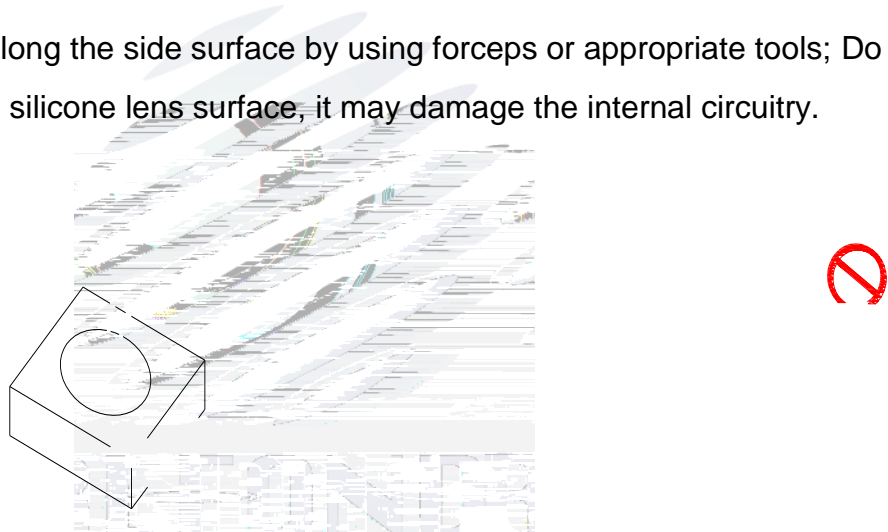 long the side surface by using forceps or appropriate tools; Do
silicone lens surface, it may damage the internal circuitry.